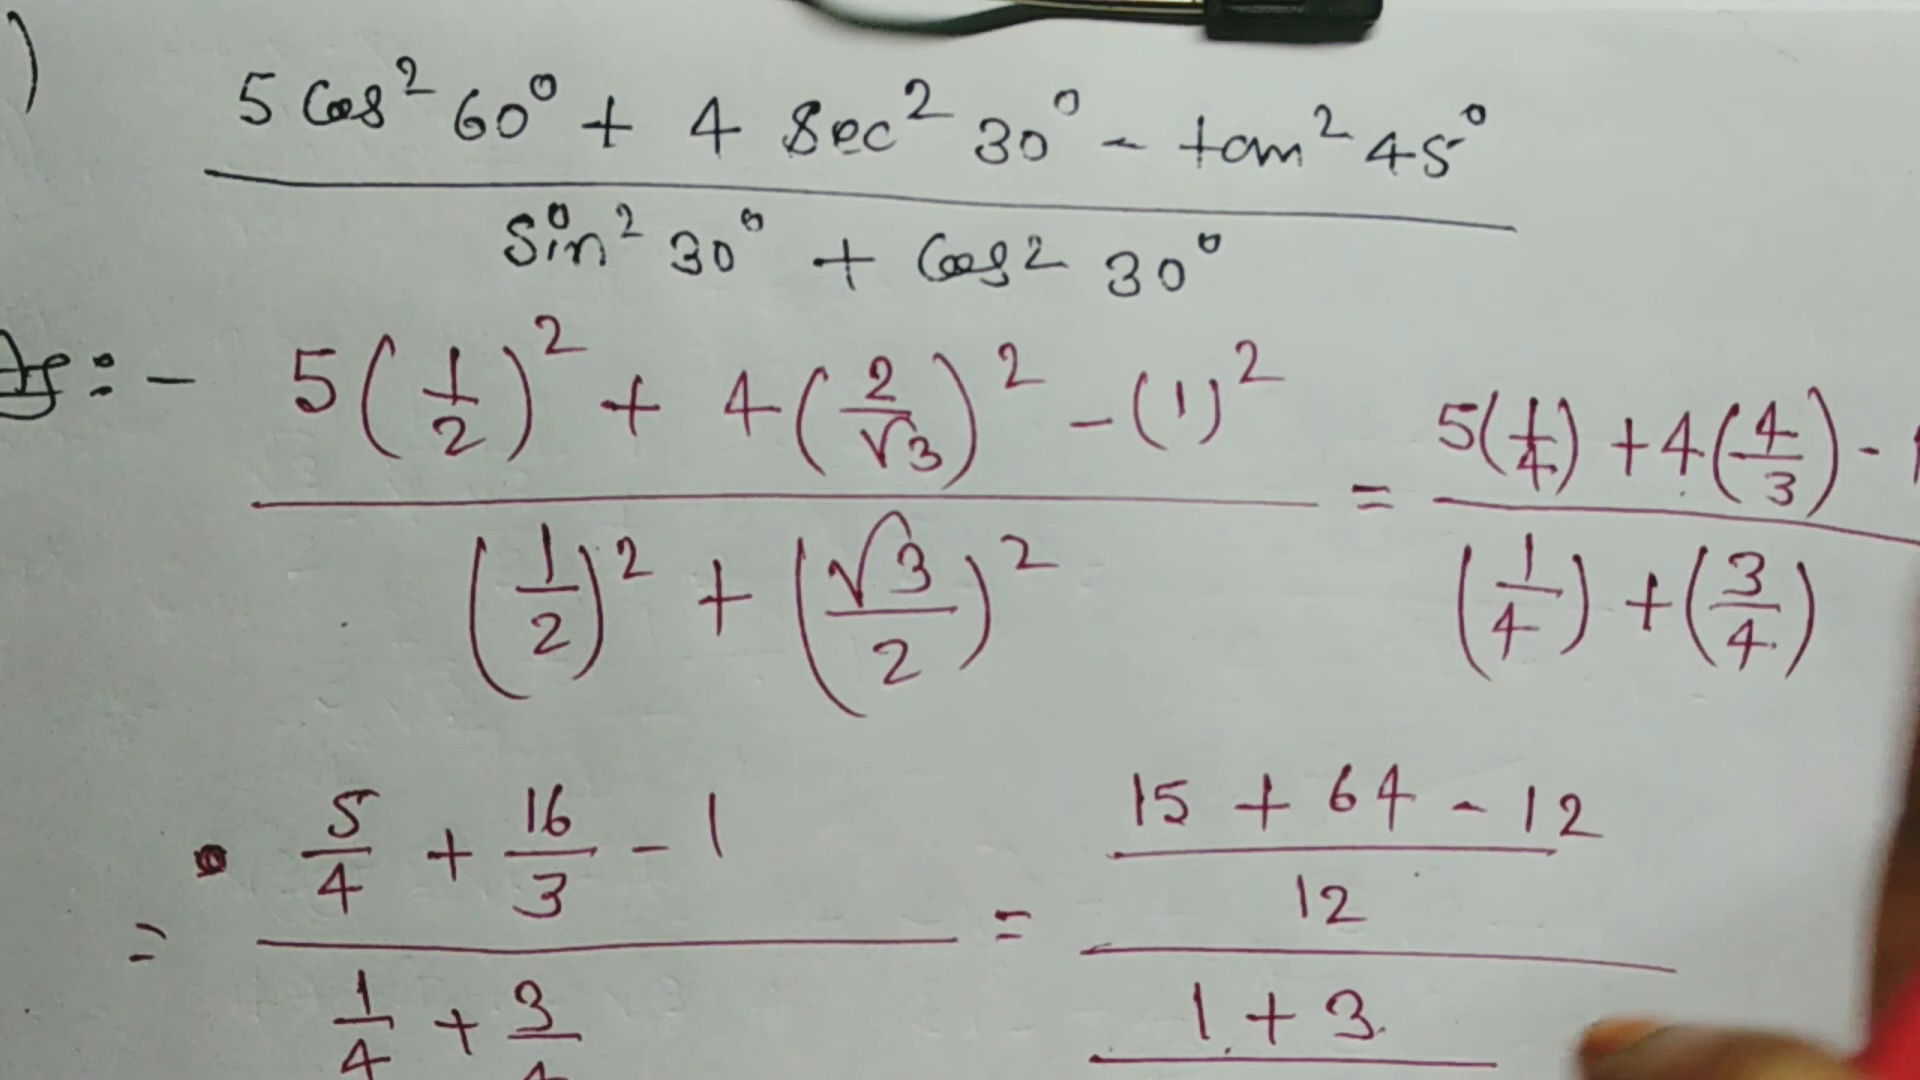 )
5 Cos² 60° + 4 Sec² 30° - tan² 45°
Sin² 30° + Cos² 30°
:- 5(1/2)² + 4(2/√3)² - (1)² = 5(1/4) + 4(4/3) -
(1/2)² + (√3/2)² (1/4) + (3/4)
= 5/4 + 16/3 - 1 = 15 + 64 - 12
12
1/4 + 3/4 1 + 3